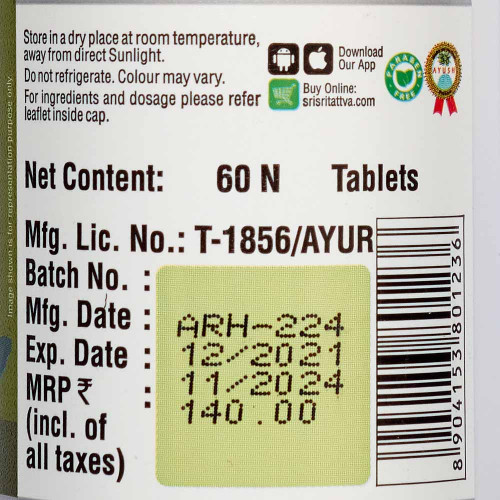 Store in a dry place at room temperature,
away from direct Sunlight.
Do not refrigerate. Colour may vary.
For ingredients and dosage please refer
leaflet inside cap.
Download
Our App
Buy Online:
srisritattva.com
PARABEN
FREE
AYUSH
Image shown is for representation purpose only
Net Content: 60 N Tablets
Mfg. Lic. No.: T-1856/AYUR
Batch No. : ARH-224
Mfg. Date : 12/2021
Exp. Date : 11/2024
MRP ₹ : 140.00
(incl. of
all taxes)
8 904153 801236